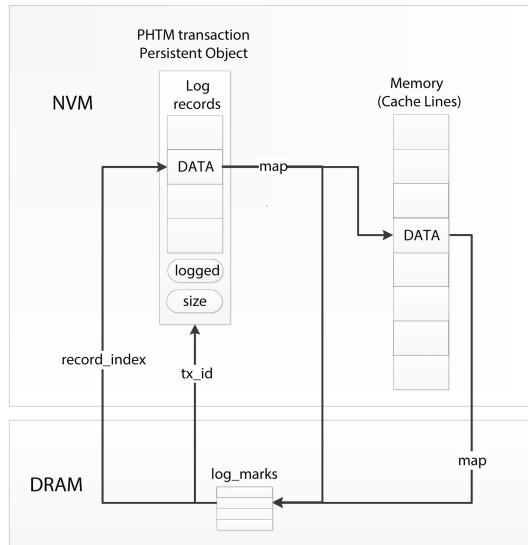 PHTM transaction
Persistent Object
Log
records
NVM
Memory
(Cache Lines)
DATA
map
DATA
logged
size
record_index
tx_id
map
log_marks
DRAM